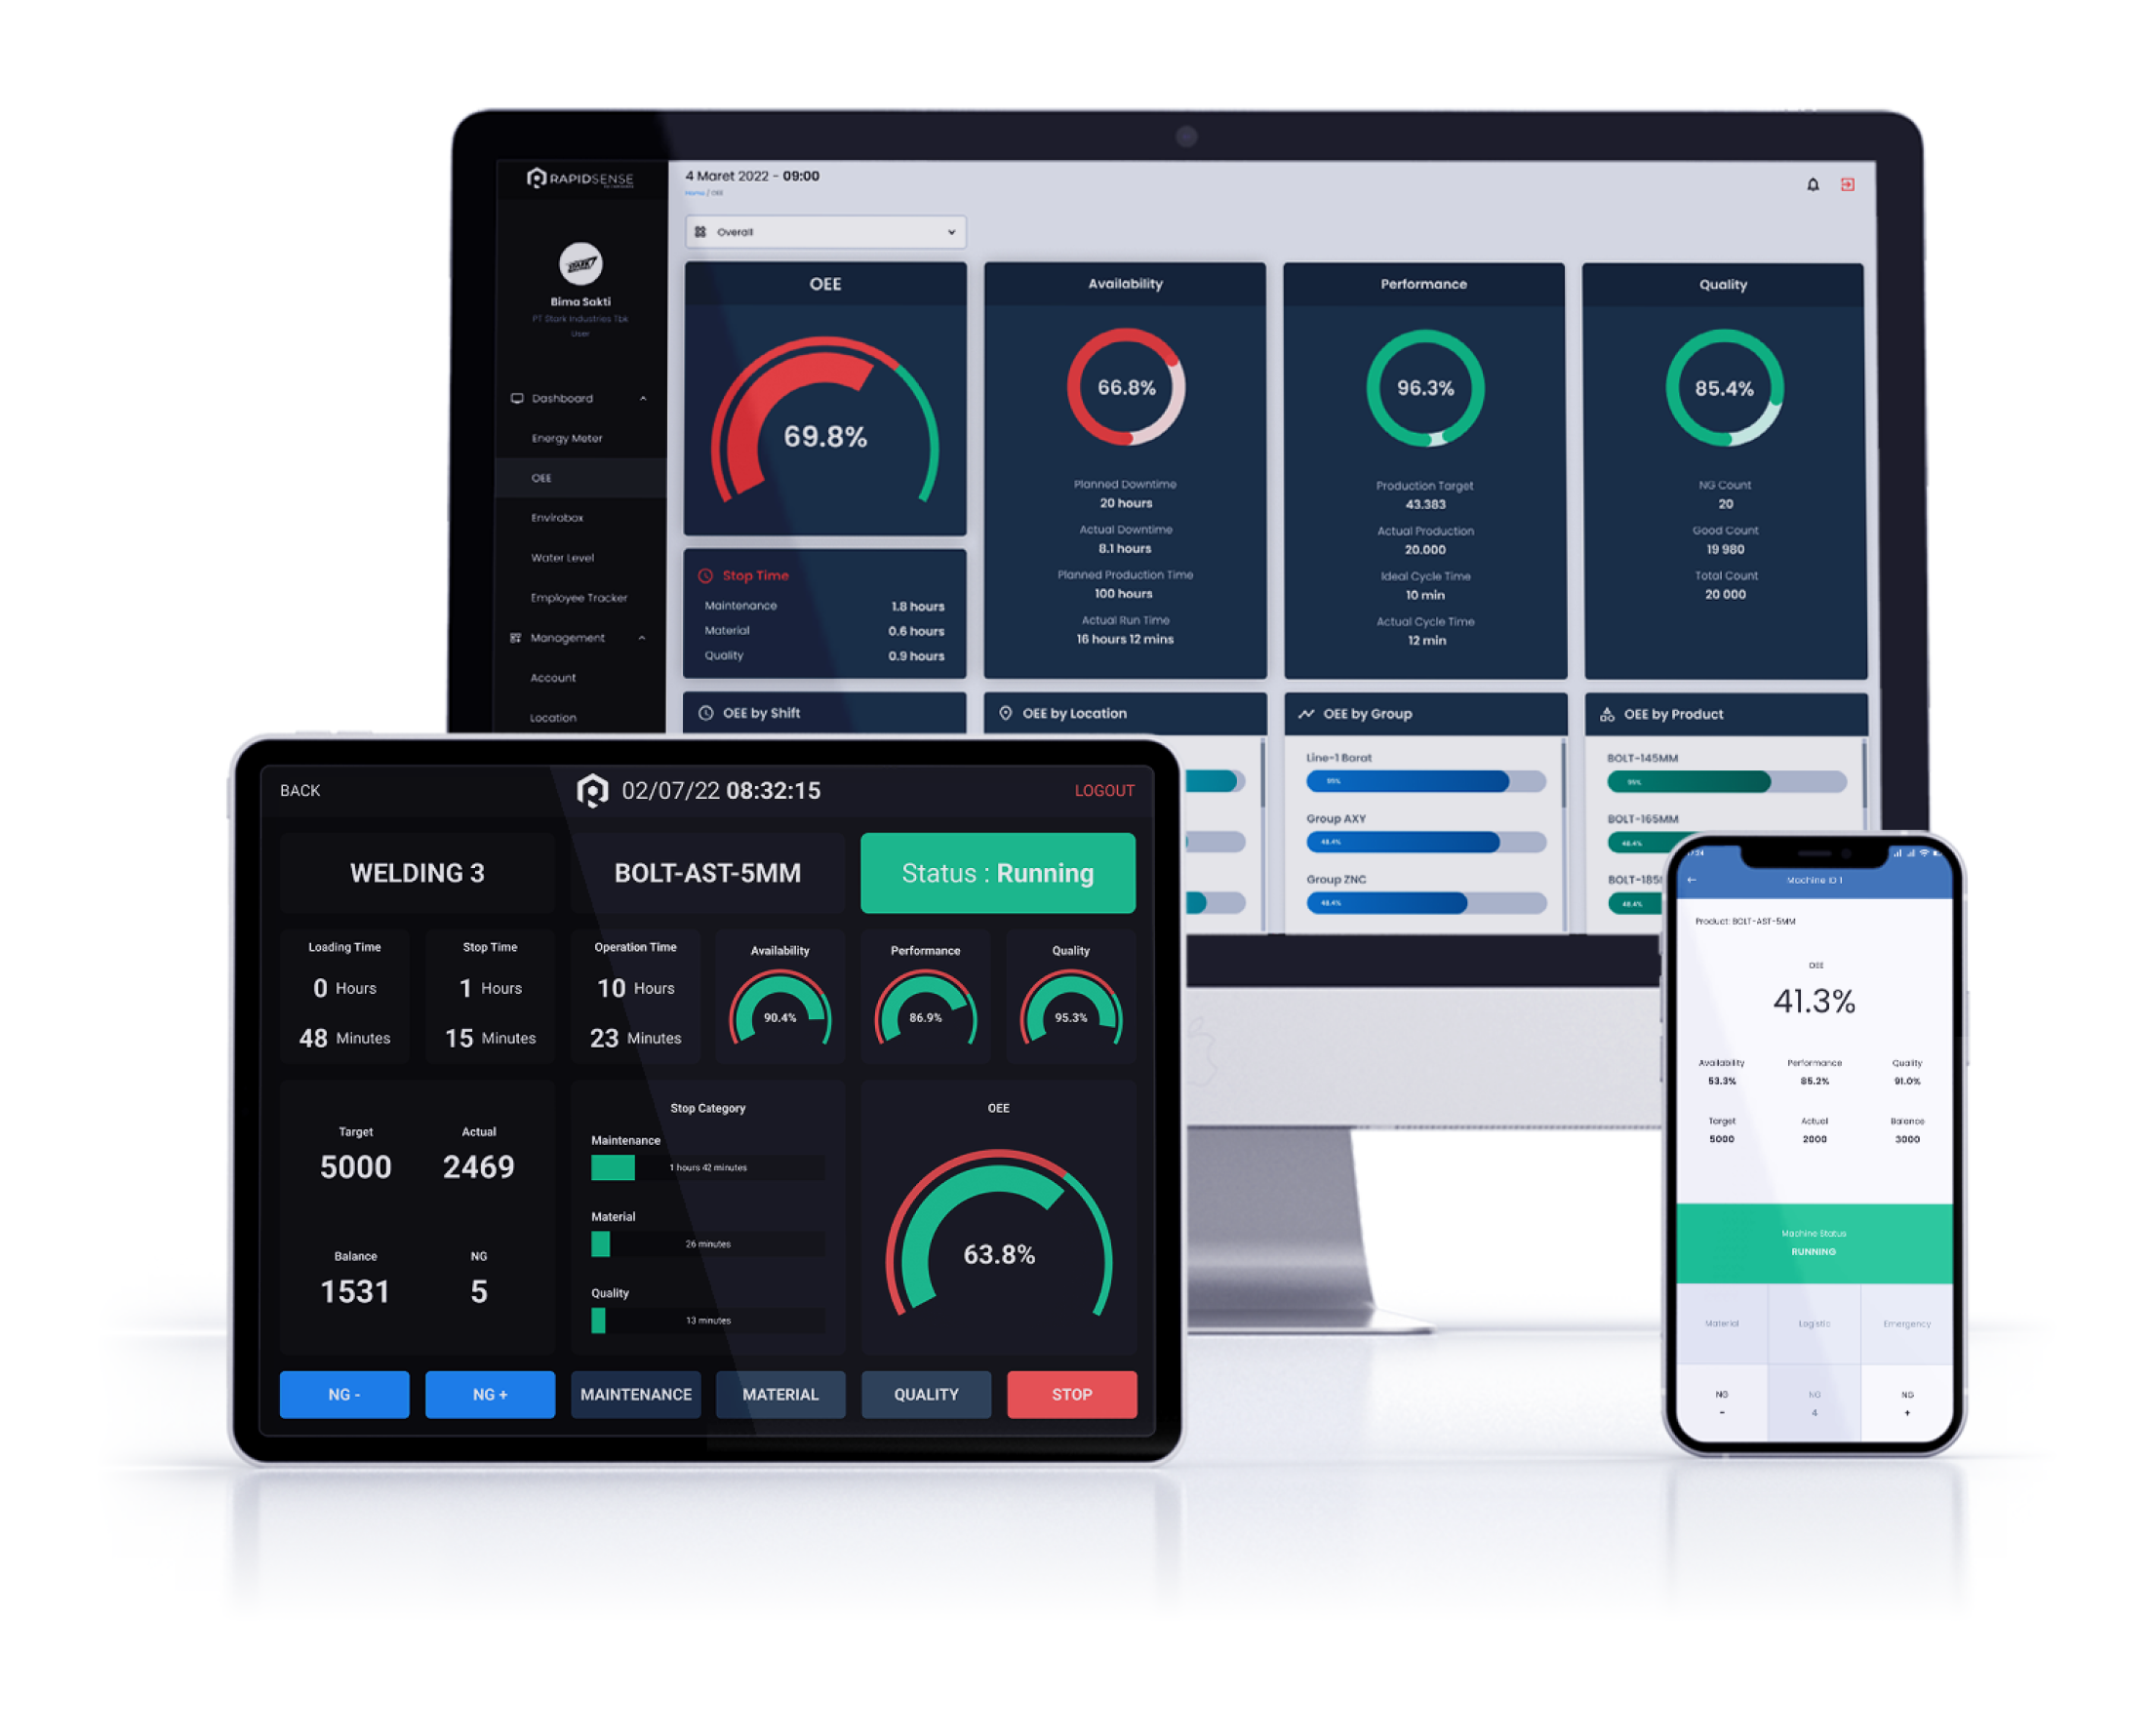 RAPIDSENSE
4 Maret 2022 - 09:00
Home / OEE
Overall
Bima Sakti
PT Stark Industries Tbk
User
Dashboard
Energy Meter
OEE
Envirobox
Water Level
Employee Tracker
Management
Account
Location
OEE
69.8%
Stop Time
Maintenance 1.8 hours
Material 0.6 hours
Quality 0.9 hours
Availability
66.8%
Planned Downtime
20 hours
Actual Downtime
8.1 hours
Planned Production Time
100 hours
Actual Run Time
16 hours 12 mins
Performance
96.3%
Production Target
43.383
Actual Production
20.000
Ideal Cycle Time
10 min
Actual Cycle Time
12 min
Quality
85.4%
NG Count
20
Good Count
19 980
Total Count
20 000
OEE by Shift
OEE by Location
OEE by Group
Line-1 Barat
95%
Group AXY
48.4%
Group ZNC
48.4%
OEE by Product
BOLT-145MM
95%
BOLT-165MM
48.4%
48.4%
BACK
02/07/22 08:32:15
LOGOUT
WELDING 3
BOLT-AST-5MM
Status : Running
Loading Time
0 Hours
48 Minutes
Stop Time
1 Hours
15 Minutes
Operation Time
10 Hours
23 Minutes
Availability
90.4%
Performance
86.9%
Quality
95.3%
Target
5000
Actual
2469
Balance
1531
NG
5
Stop Category
Maintenance
1 hours 42 minutes
Material
26 minutes
Quality
13 minutes
OEE
63.8%
NG -
NG +
MAINTENANCE
MATERIAL
QUALITY
STOP
Machine ID 1
Product: BOLT-AST-5MM
OEE
41.3%
Availability Performance Quality
53.3% 85.2% 91.0%
Target Actual Balance
5000 2000 3000
Machine Status
RUNNING
Material Logistic Emergency
NG NG NG
- 4 +